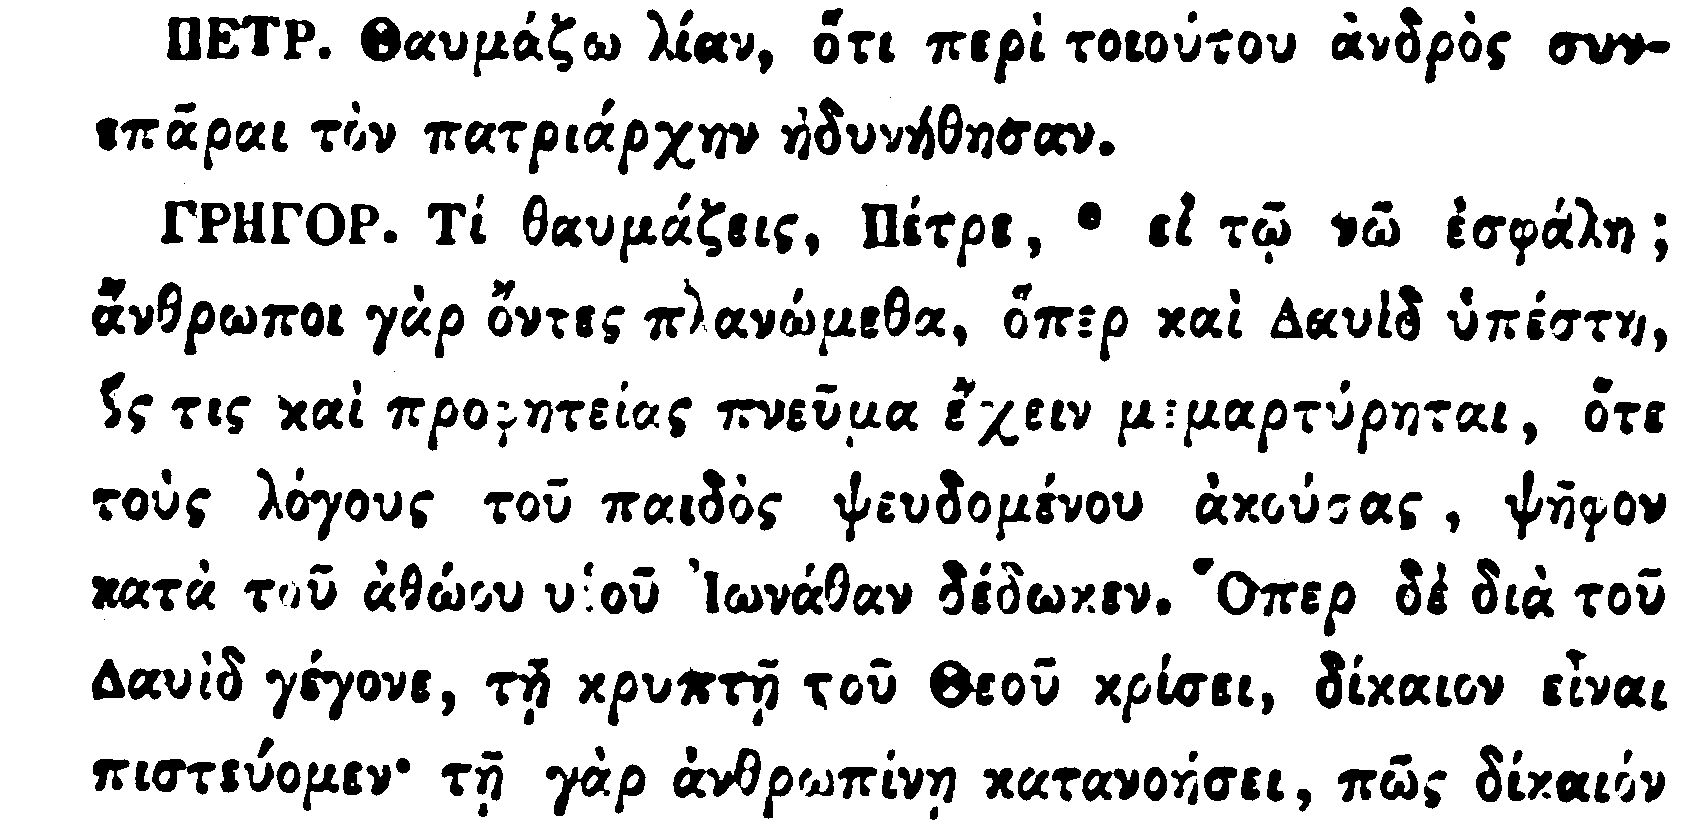 ΠΕΤΡ. Θαυμάζω λίαν, ὅτι περὶ τοιούτου ἀνδρὸς συν-
επᾶραι τὸν πατριάρχην ἠδυνήθησαν.
ΓΡΗΓΟΡ. Τί θαυμάζεις, Πέτρε, • εἰ τῷ νῷ ἐσφάλη;
ἄνθρωποι γὰρ ὄντες πλανώμεθα, ὅπερ καὶ Δαυὶδ ὑπέστη,
ὅς τις καὶ προφητείας πνεῦμα ἔχειν μεμαρτύρηται, ὅτε
τοὺς λόγους τοῦ παιδὸς ψευδομένου ἀκούσας, ψῆφον
κατὰ τοῦ ἀθώου υἱοῦ Ἰωνάθαν δέδωκεν. Ὅπερ δὲ διὰ τοῦ
Δαυὶδ γέγονε, τῇ κρυπτῇ τοῦ Θεοῦ κρίσει, δίκαιον εἶναι
πιστεύομεν· τῇ γὰρ ἀνθρωπίνῃ κατανοήσει, πῶς δίκαιόν